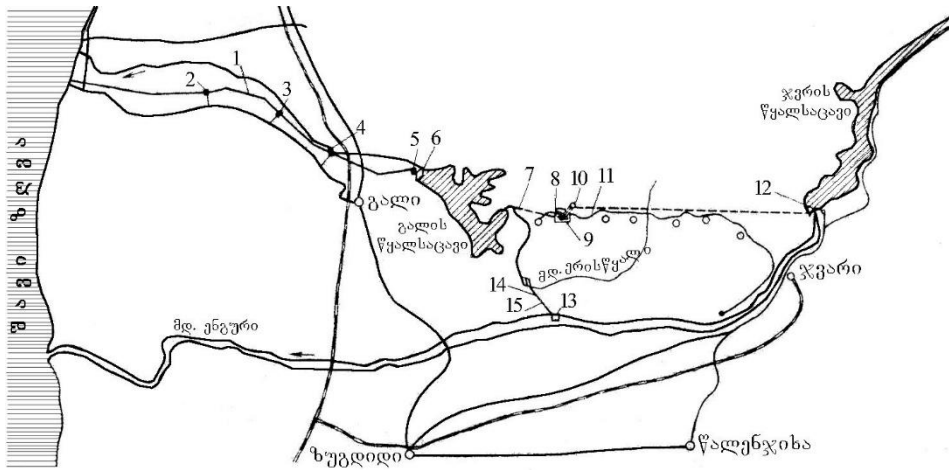 ჯვრის
წყალსაცავი
1
2
3
4
5
6
7
8
10
11
12
9
გალი
გალის
წყალსაცავი
მდ. ერისწყალი
ჯვარი
14
15
13
მდ. ენგური
შავი ზღვა
ზუგდიდი
წალენჯიხა